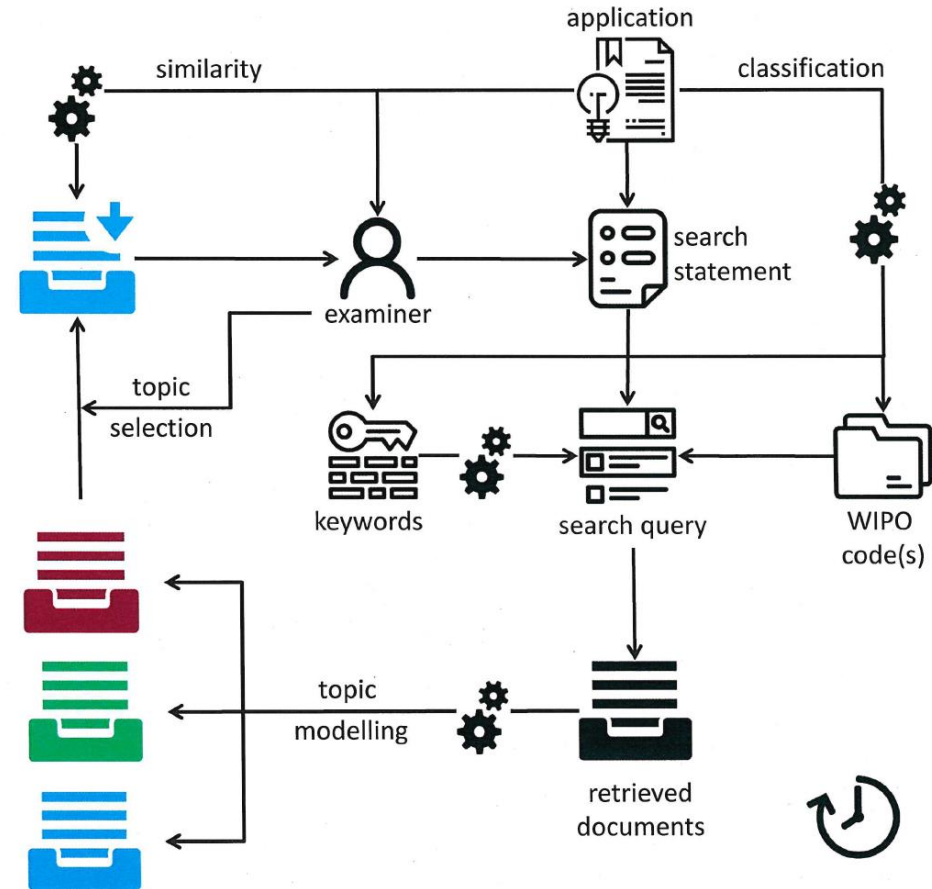 application
similarity
classification
search
statement
examiner
topic
selection
keywords
search query
WIPO
code(s)
topic
modelling
retrieved
documents